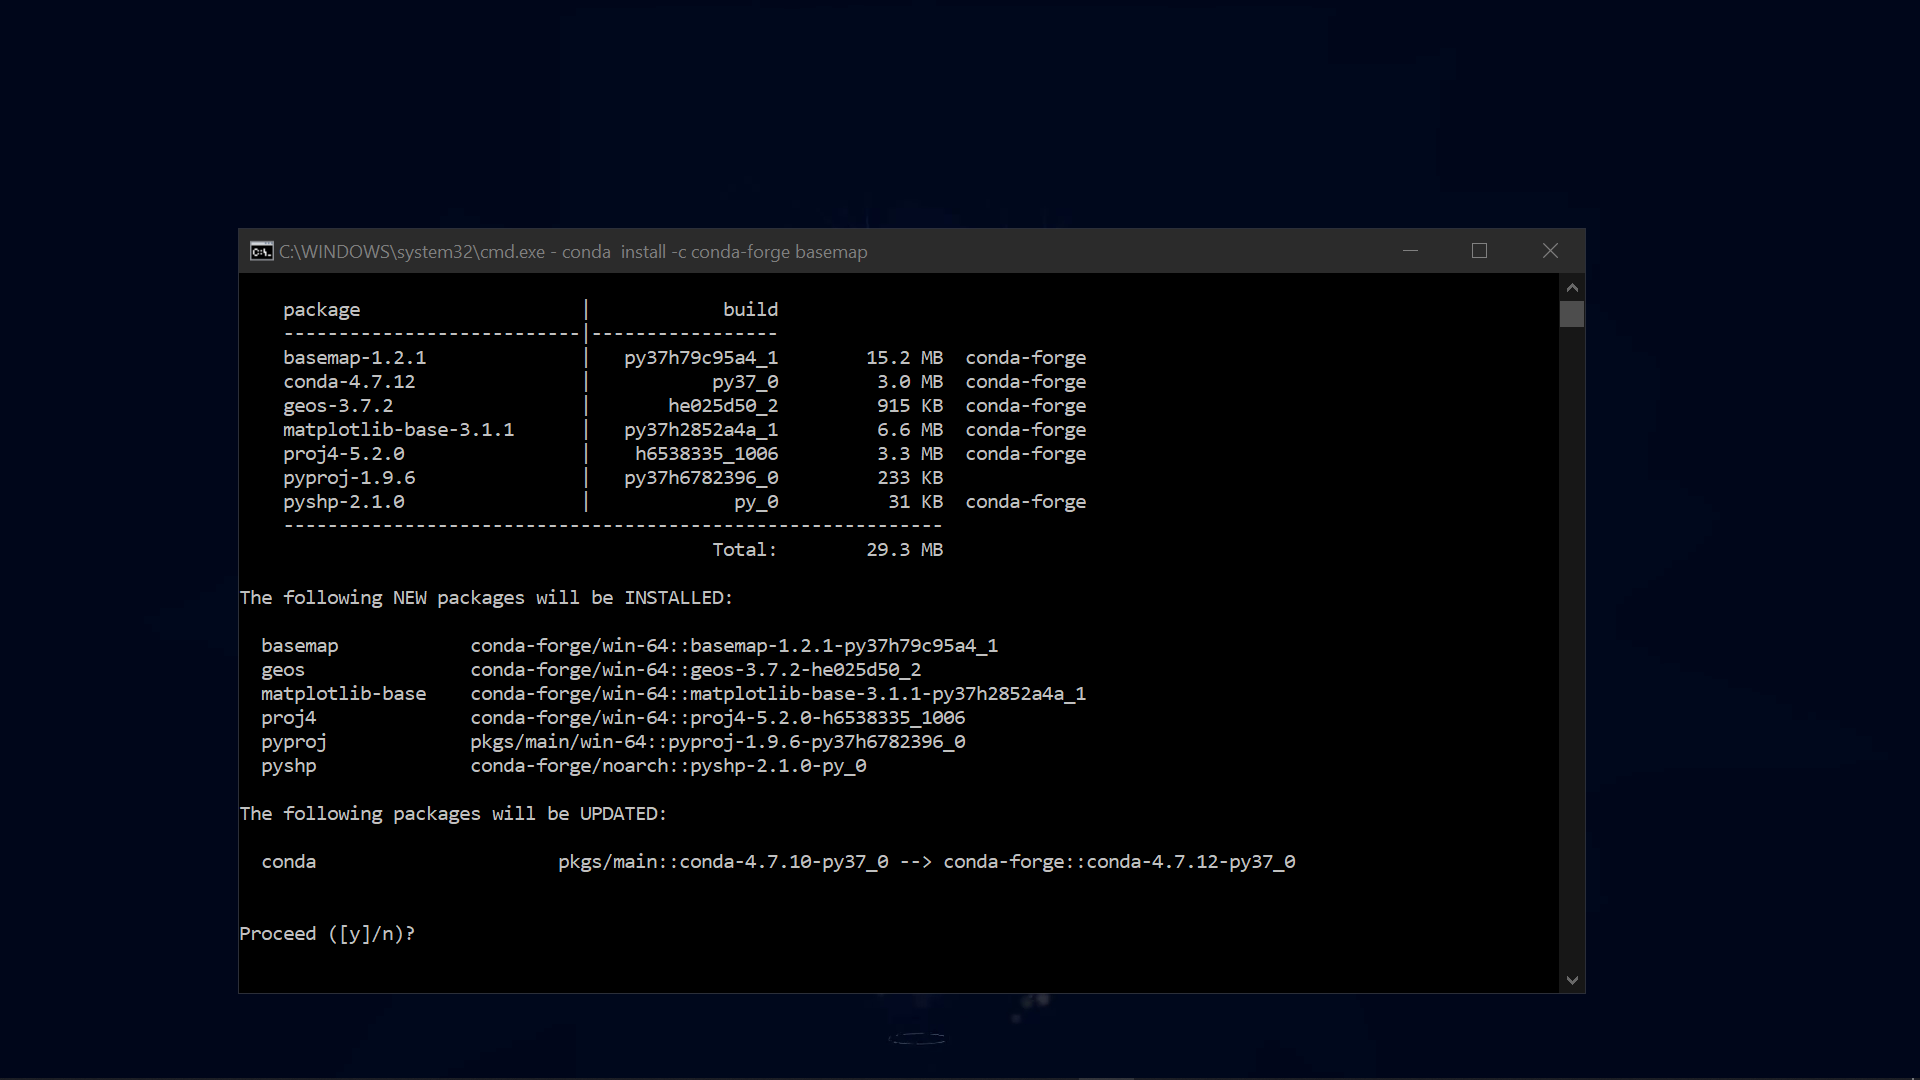 C:\WINDOWS\system32\cmd.exe - conda  install -c conda-forge basemap
    package                    |            build
    ---------------------------|-----------------
    basemap-1.2.1              |   py37h79c95a4_1        15.2 MB  conda-forge
    conda-4.7.12               |           py37_0         3.0 MB  conda-forge
    geos-3.7.2                 |       he025d50_2         915 KB  conda-forge
    matplotlib-base-3.1.1      |   py37h2852a4a_1         6.6 MB  conda-forge
    proj4-5.2.0                |    h6538335_1006         3.3 MB  conda-forge
    pyproj-1.9.6               |   py37h6782396_0         233 KB
    pyshp-2.1.0                |             py_0          31 KB  conda-forge
    ------------------------------------------------------------
                                           Total:        29.3 MB
The following NEW packages will be INSTALLED:
  basemap            conda-forge/win-64::basemap-1.2.1-py37h79c95a4_1
  geos               conda-forge/win-64::geos-3.7.2-he025d50_2
  matplotlib-base    conda-forge/win-64::matplotlib-base-3.1.1-py37h2852a4a_1
  proj4              conda-forge/win-64::proj4-5.2.0-h6538335_1006
  pyproj             pkgs/main/win-64::pyproj-1.9.6-py37h6782396_0
  pyshp              conda-forge/noarch::pyshp-2.1.0-py_0
The following packages will be UPDATED:
  conda                      pkgs/main::conda-4.7.10-py37_0 --> conda-forge::conda-4.7.12-py37_0
Proceed ([y]/n)?